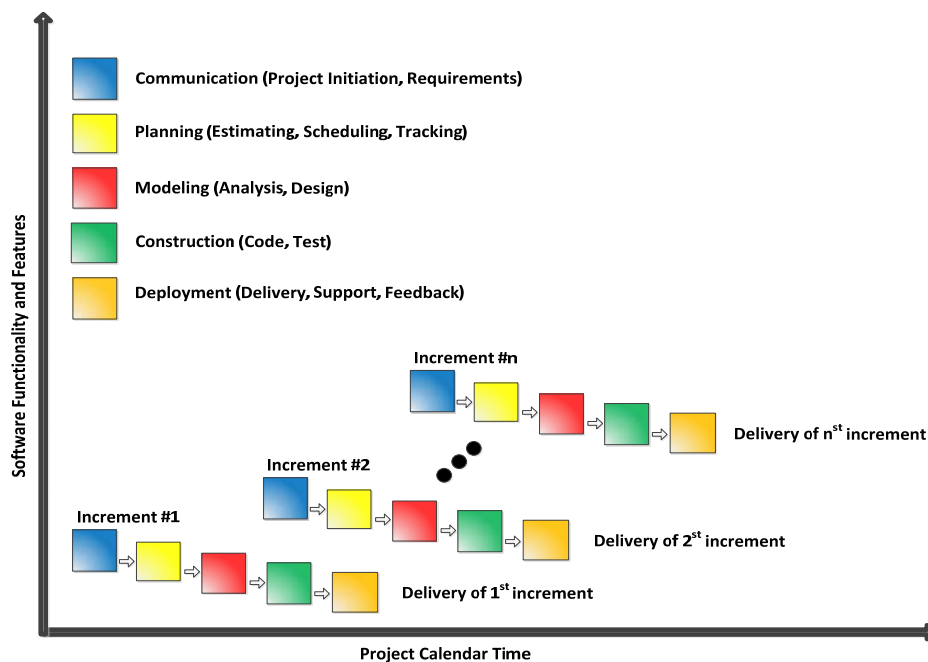 Communication (Project Initiation, Requirements)
Planning (Estimating, Scheduling, Tracking)
Modeling (Analysis, Design)
Construction (Code, Test)
Deployment (Delivery, Support, Feedback)
Software Functionality and Features
Increment #n
Delivery of nst increment
Increment #2
Delivery of 2st increment
Increment #1
Delivery of 1st increment
Project Calendar Time